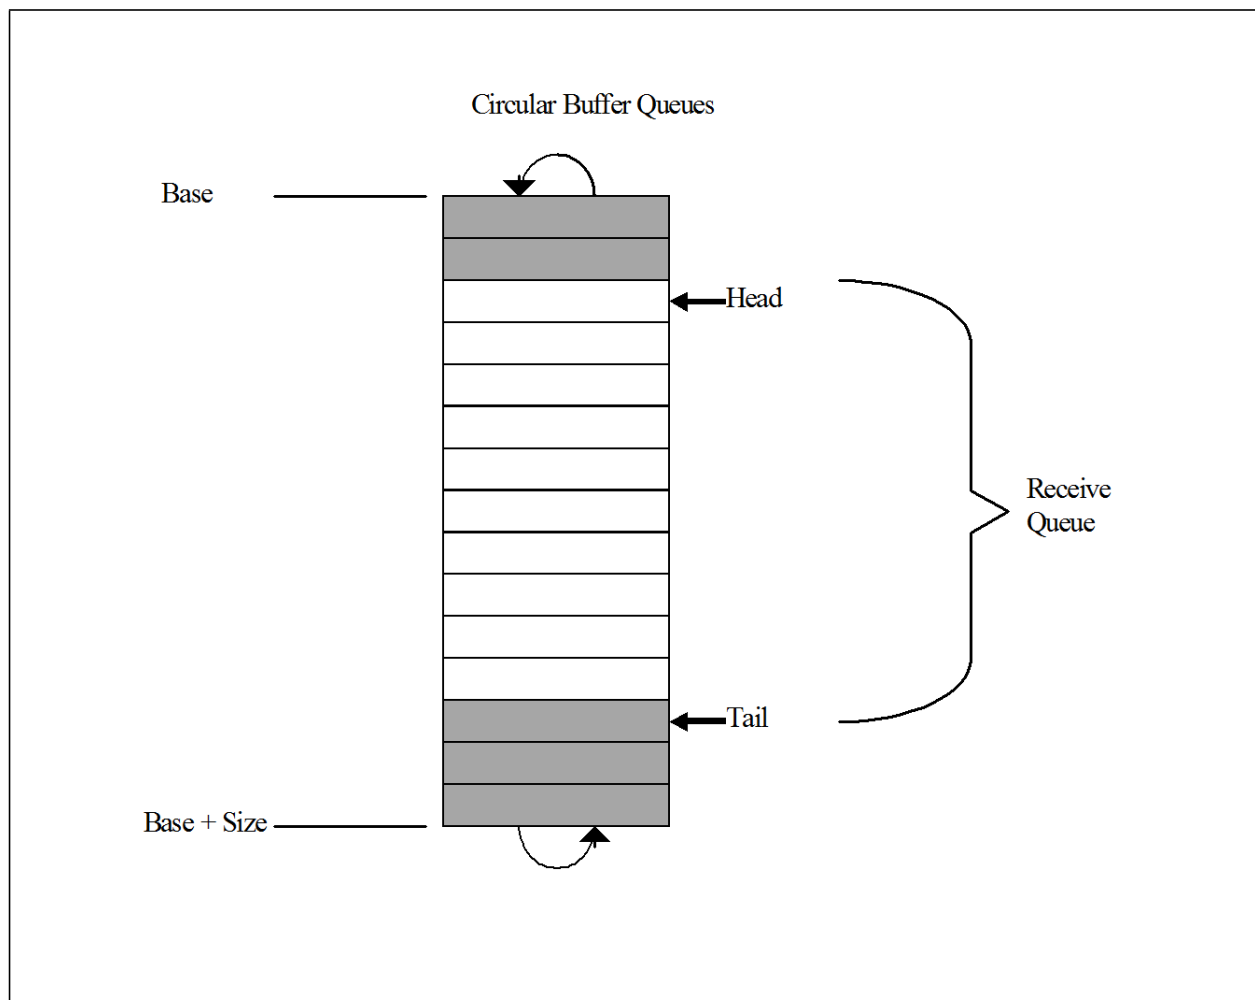 Circular Buffer Queues
Base
Head
Receive
Queue
Tail
Base + Size